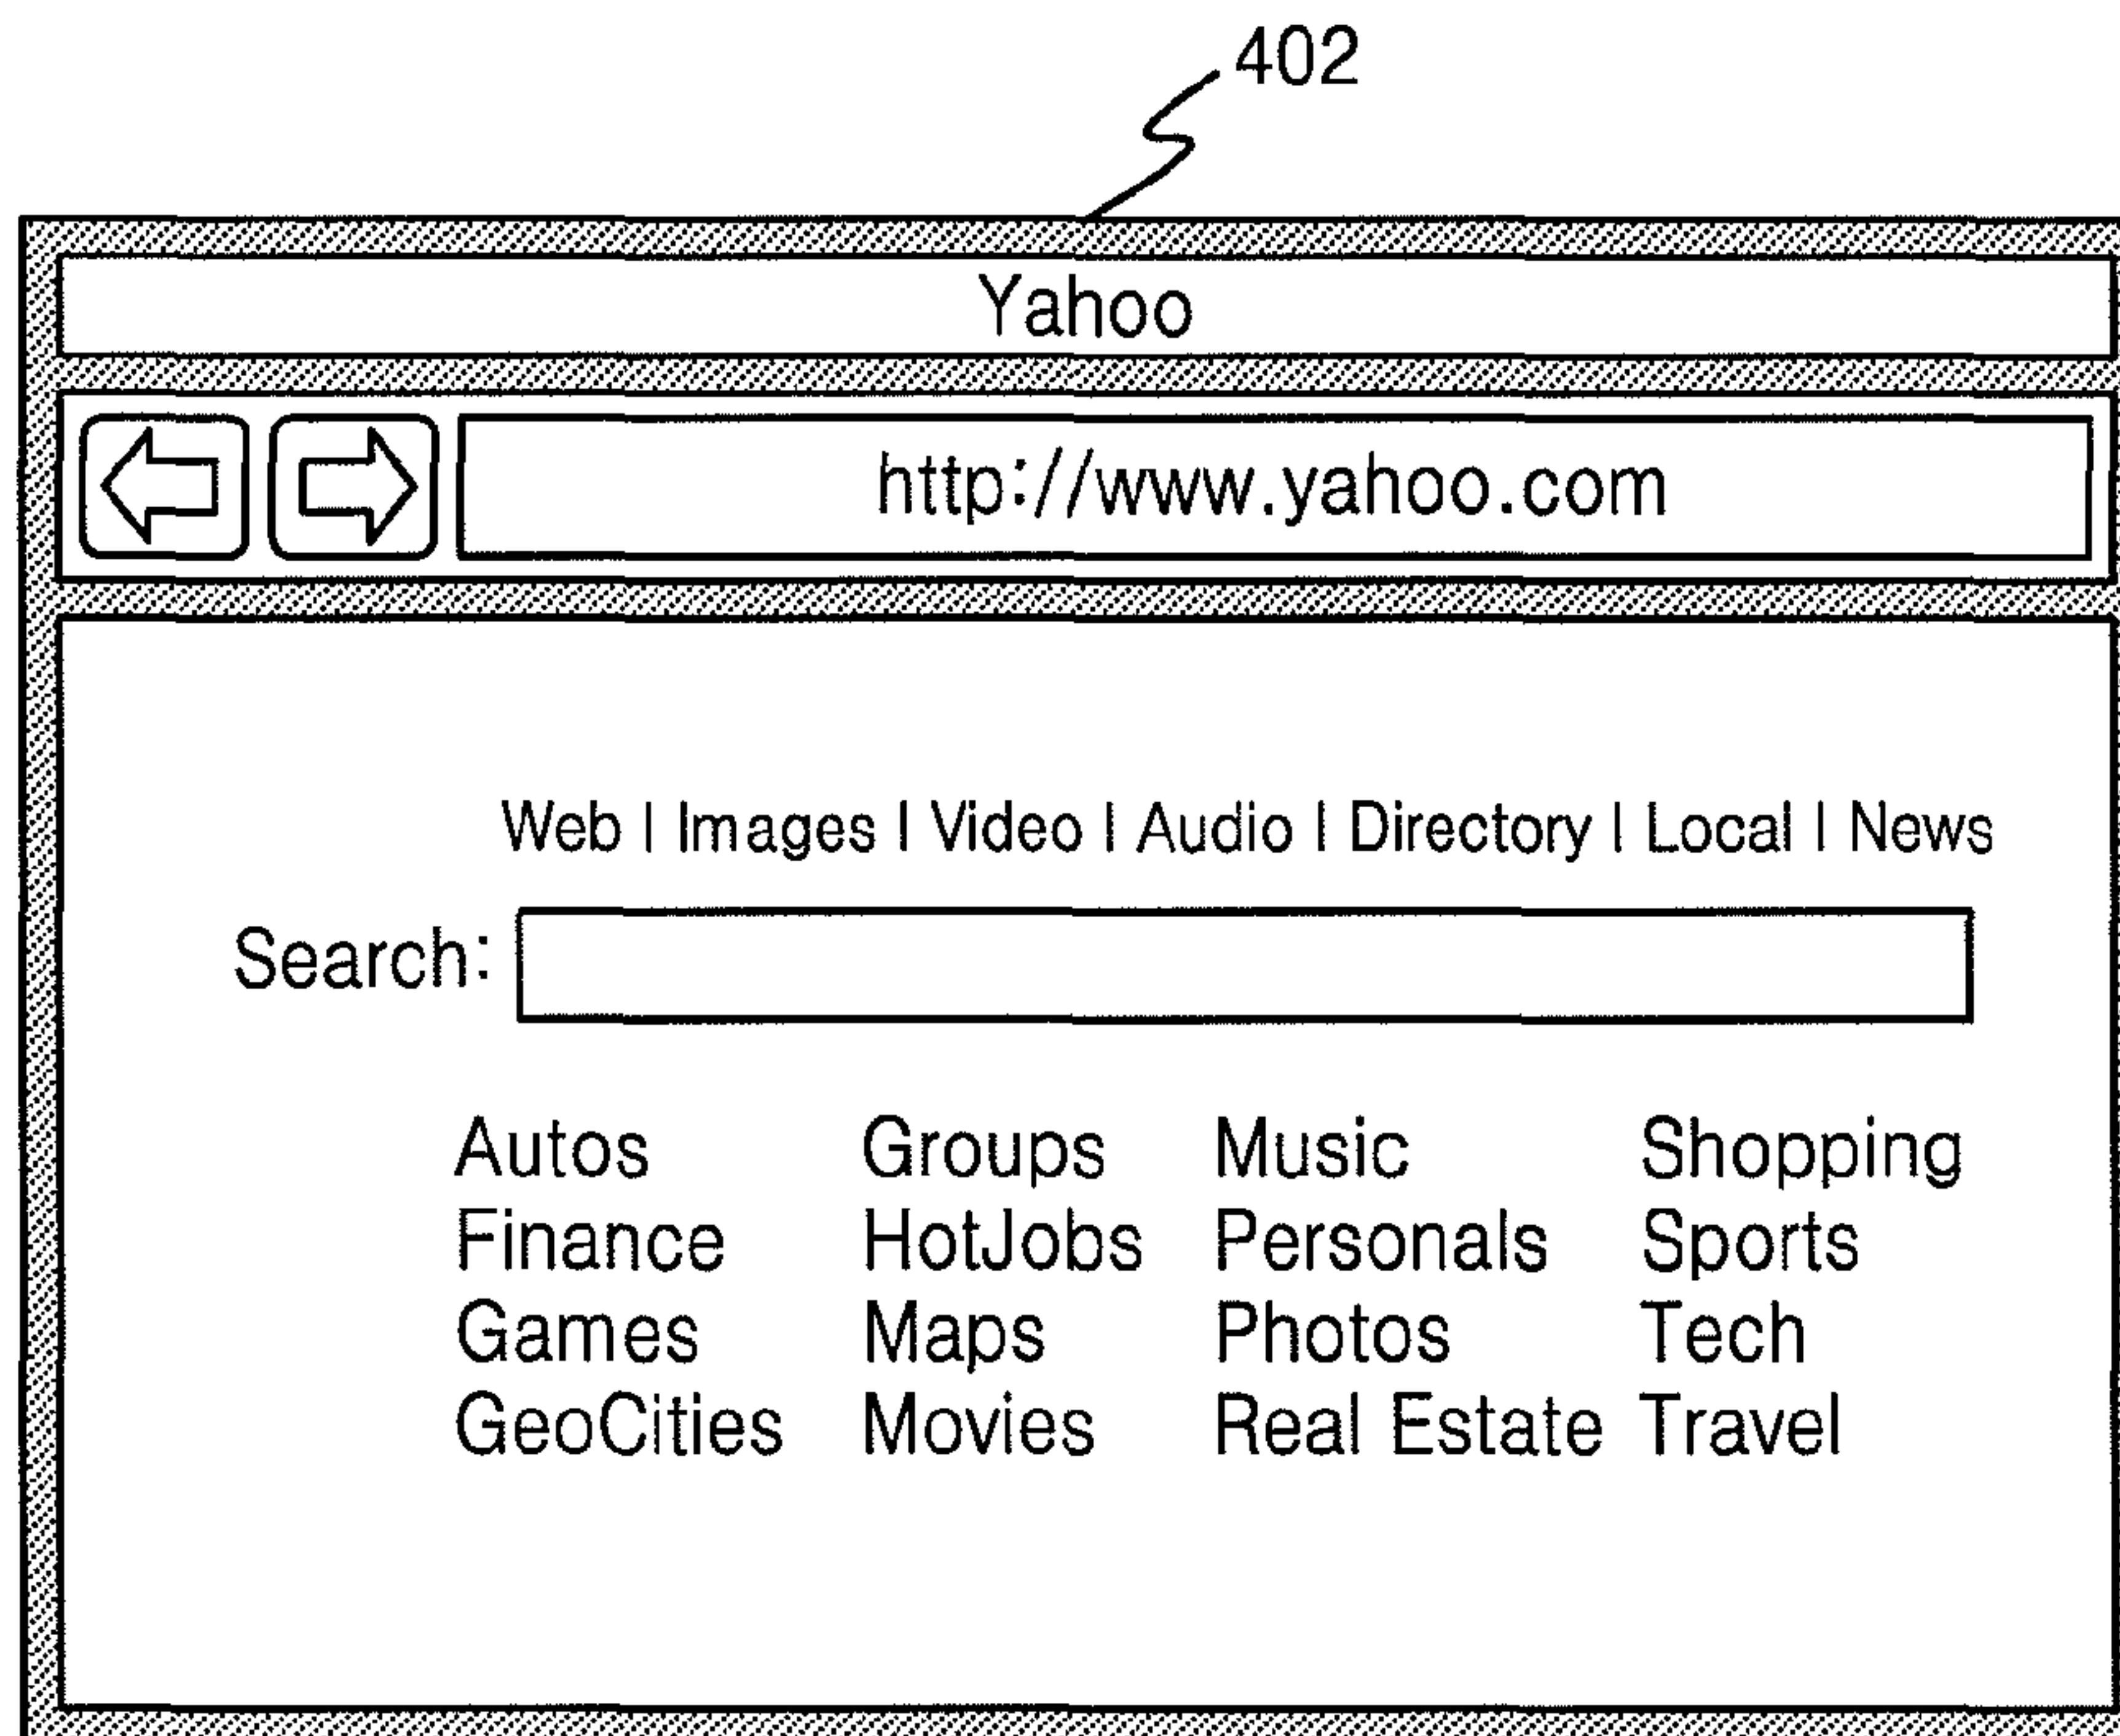 402
Yahoo
http://www.yahoo.com
Web | Images | Video | Audio | Directory | Local | News
Search:
Autos Groups Music Shopping
Finance HotJobs Personals Sports
Games Maps Photos Tech
GeoCities Movies Real Estate Travel